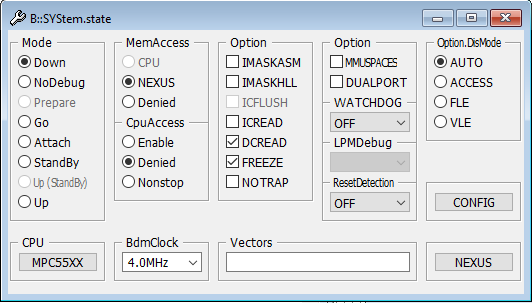 B::SYStem.state
Mode
Down
NoDebug
Prepare
Go
Attach
StandBy
Up (StandBy)
Up
MemAccess
CPU
NEXUS
Denied
CpuAccess
Enable
Denied
Nonstop
Option
IMASKASM
IMASKHLL
ICFLUSH
ICREAD
DCREAD
FREEZE
NOTRAP
Option
MMUSPACES
DUALPORT
WATCHDOG
OFF
LPMDebug
ResetDetection
OFF
Option.DisMode
AUTO
ACCESS
FLE
VLE
CONFIG
CPU
MPC55XX
BdmClock
4.0MHz
Vectors
NEXUS